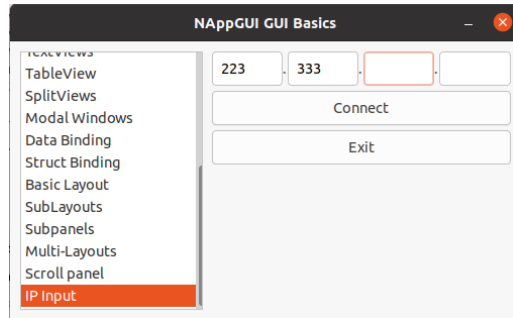 NAppGUI GUI Basics
TextViews
TableView
SplitViews
Modal Windows
Data Binding
Struct Binding
Basic Layout
SubLayouts
Subpanels
Multi-Layouts
Scroll panel
IP Input
223 . 333 . .
Connect
Exit